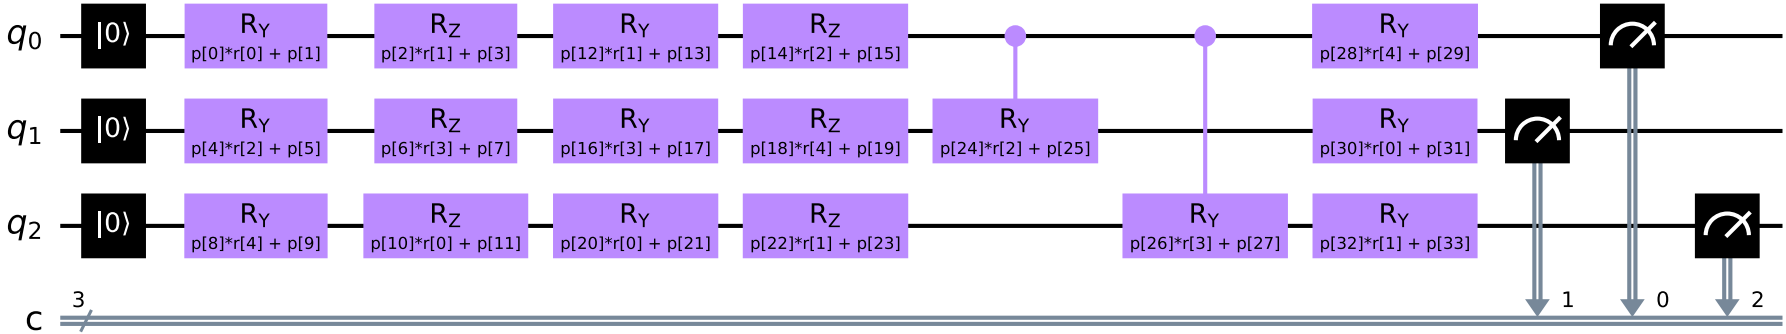 q0 |0⟩ RY RZ RY RZ RY
p[0]*r[0] + p[1] p[2]*r[1] + p[3] p[12]*r[1] + p[13] p[14]*r[2] + p[15] p[28]*r[4] + p[29]
q1 |0⟩ RY RZ RY RZ RY RY
p[4]*r[2] + p[5] p[6]*r[3] + p[7] p[16]*r[3] + p[17] p[18]*r[4] + p[19] p[24]*r[2] + p[25] p[30]*r[0] + p[31]
q2 |0⟩ RY RZ RY RZ RY RY
p[8]*r[4] + p[9] p[10]*r[0] + p[11] p[20]*r[0] + p[21] p[22]*r[1] + p[23] p[26]*r[3] + p[27] p[32]*r[1] + p[33]
3 1 0 2
c